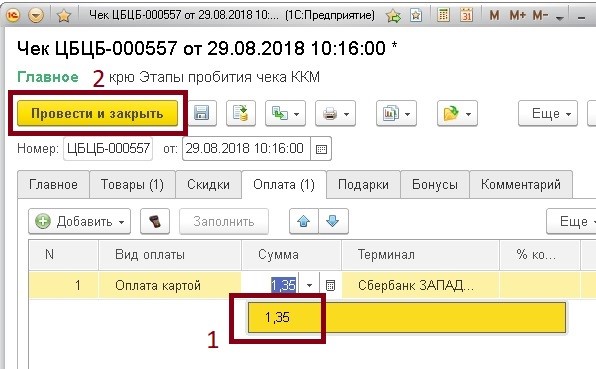 Чек ЦБЦБ-000557 от 29.08.2018 10:... (1С:Предприятие) M M+ M-
Чек ЦБЦБ-000557 от 29.08.2018 10:16:00 *
Главное 2 крю Этапы пробития чека ККМ
Провести и закрыть Еще
Номер: ЦБЦБ-000557 от: 29.08.2018 10:16:00
Главное Товары (1) Скидки Оплата (1) Подарки Бонусы Комментарий
Добавить Заполнить Еще
N Вид оплаты Сумма Терминал % ко...
1 Оплата картой 1,35 Сбербанк ЗАПАД...
1,35
1